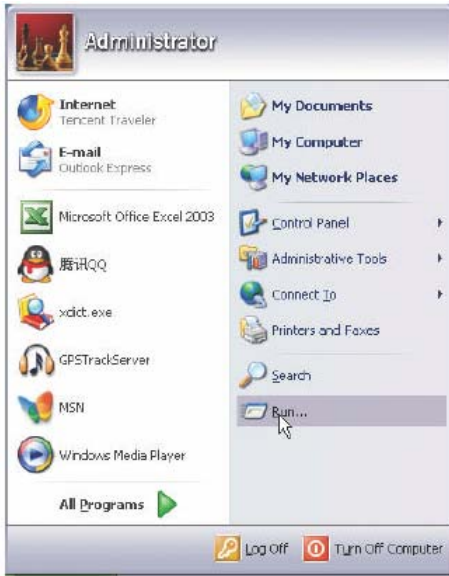 Administrator
Internet
Tencent Traveler
E-mail
Outlook Express
Microsoft Office Excel 2003
腾讯QQ
xdict.exe
GPSTrackServer
MSN
Windows Media Player
All Programs
My Documents
My Computer
My Network Places
Control Panel
Administrative Tools
Connect To
Printers and Faxes
Search
Run...
Log Off
Turn Off Computer